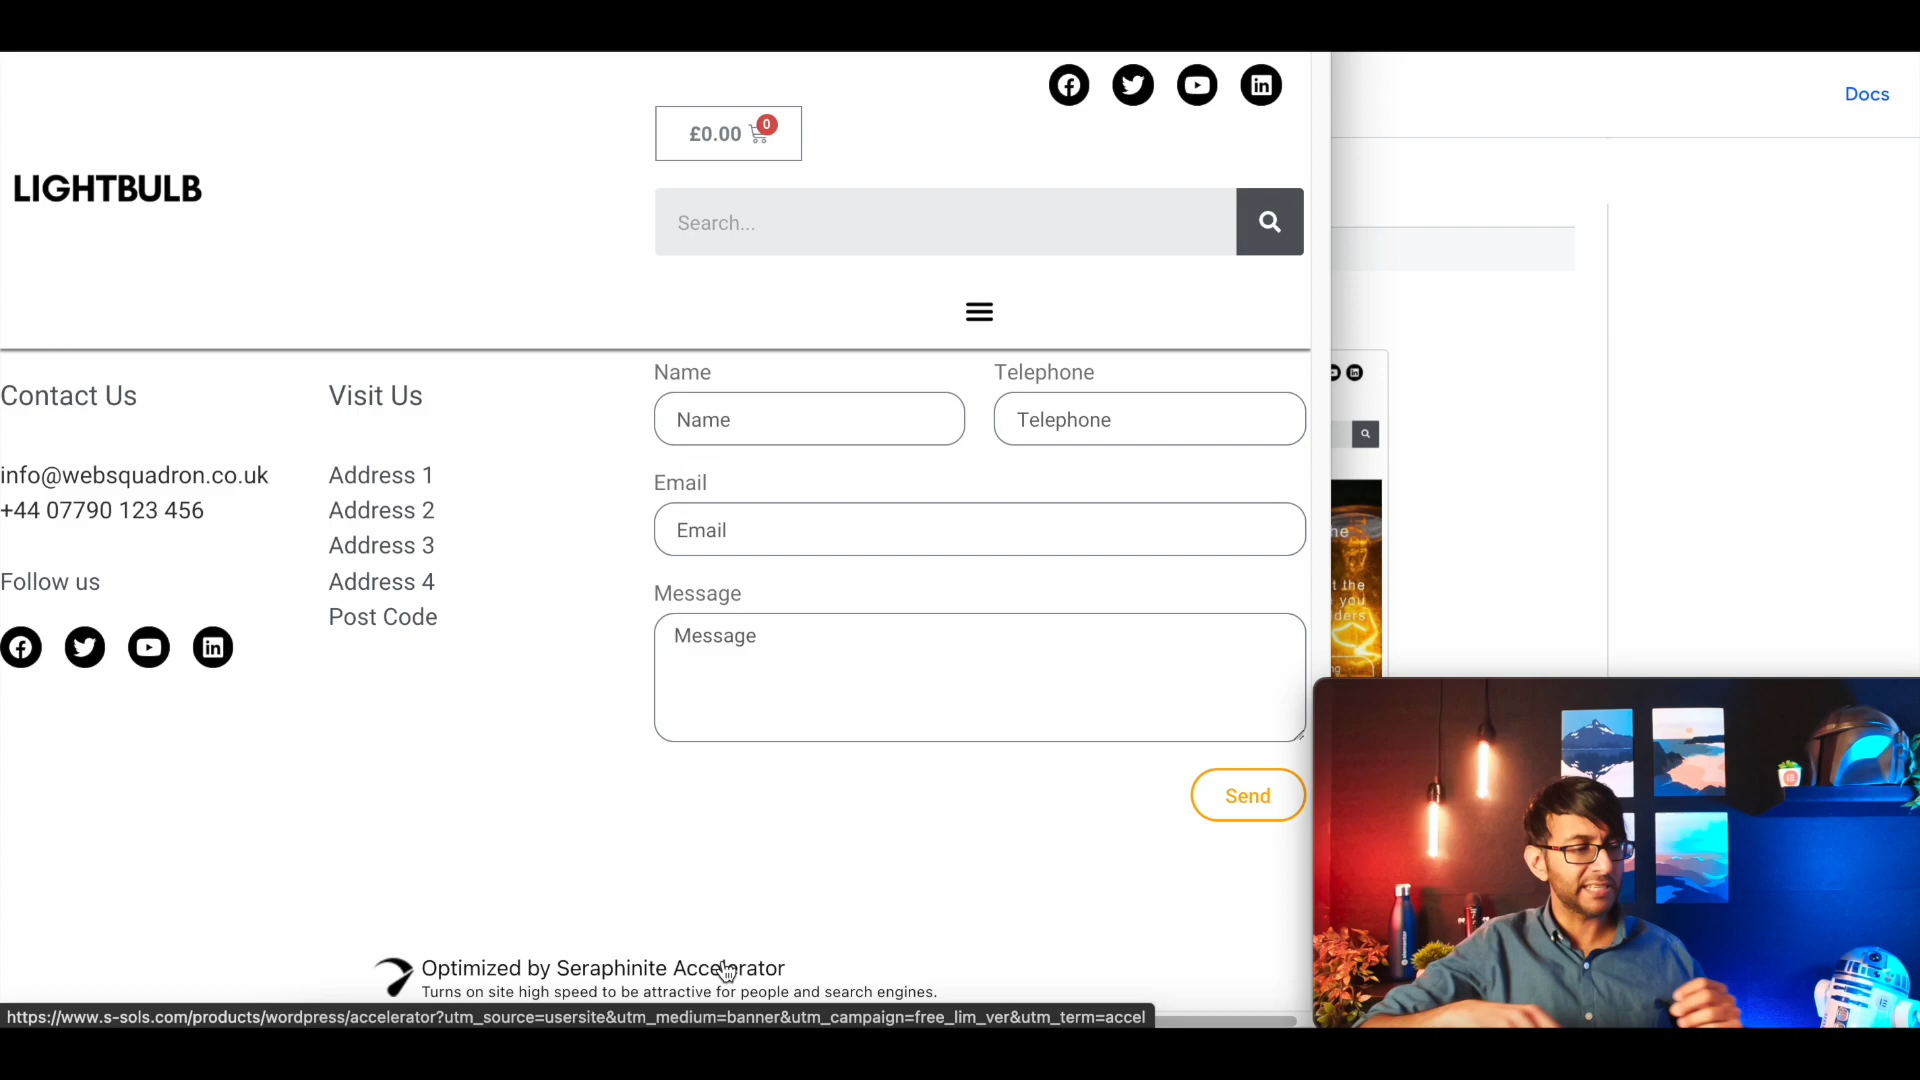 Docs
£0.00
0
LIGHTBULB
Search...
Name
Telephone
Contact Us
Visit Us
Name
Telephone
Email
info@websquadron.co.uk
Address 1
+44 07790 123 456
Address 2
Email
Address 3
Follow us
Address 4
Message
Post Code
Message
Send
t the
you
ders
Optimized by Seraphinite Accelerator
Turns on site high speed to be attractive for people and search engines.
https://www.s-sols.com/products/wordpress/accelerator?utm_source=usersite&utm_medium=banner&utm_campaign=free_lim_ver&utm_term=accel